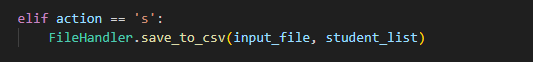 elif action == 's':
    FileHandler.save_to_csv(input_file, student_list)